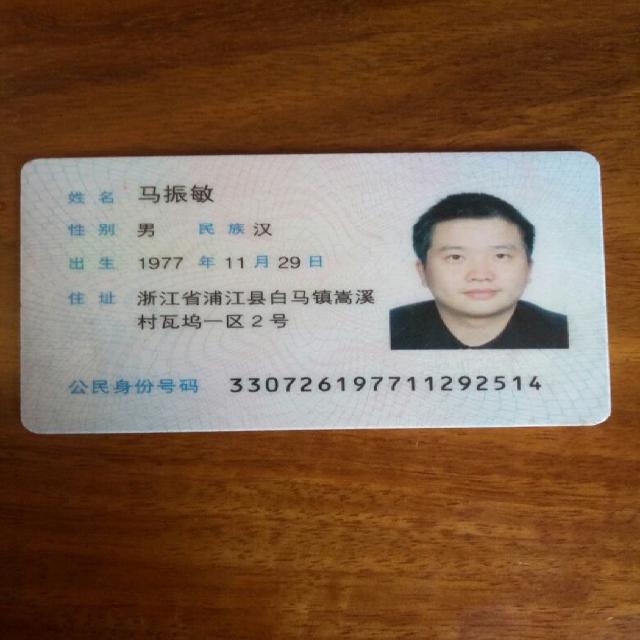 姓名 马振敏
性别 男 民族 汉
出生 1977 年 11 月 29 日
住址 浙江省浦江县白马镇嵩溪
村瓦坞一区2号
公民身份号码 330726197711292514